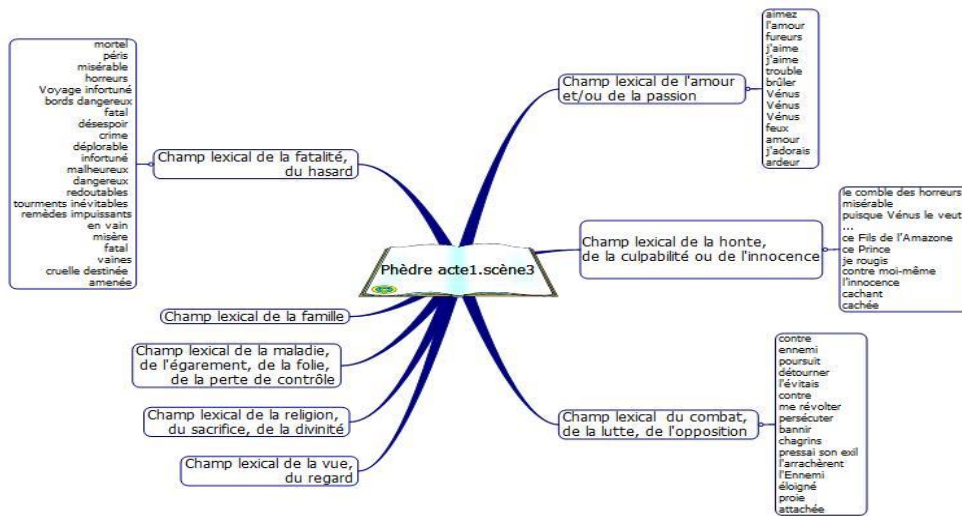 Phèdre acte1.scène3
Champ lexical de l'amour
et/ou de la passion
aimez
l'amour
fureurs
j'aime
j'aime
trouble
brûler
Vénus
Vénus
Vénus
feux
amour
j'adorais
ardeur
Champ lexical de la honte,
de la culpabilité ou de l'innocence
le comble des horreurs
misérable
puisque Vénus le veut
...
ce Fils de l'Amazone
ce Prince
je rougis
contre moi-même
l'innocence
cachant
cachée
Champ lexical du combat,
de la lutte, de l'opposition
contre
ennemi
poursuit
détourner
l'évitais
contre
me révolter
persécuter
bannir
chagrins
pressai son exil
l'arrachèrent
l'Ennemi
éloigné
proie
attachée
Champ lexical de la fatalité,
du hasard
mortel
péris
misérable
horreurs
Voyage infortuné
bords dangereux
fatal
désespoir
crime
déplorable
infortuné
malheureux
dangereux
redoutables
tourments inévitables
remèdes impuissants
en vain
misère
fatal
vaines
cruelle destinée
amenée
Champ lexical de la famille
Champ lexical de la maladie,
de l'égarement, de la folie,
de la perte de contrôle
Champ lexical de la religion,
du sacrifice, de la divinité
Champ lexical de la vue,
du regard